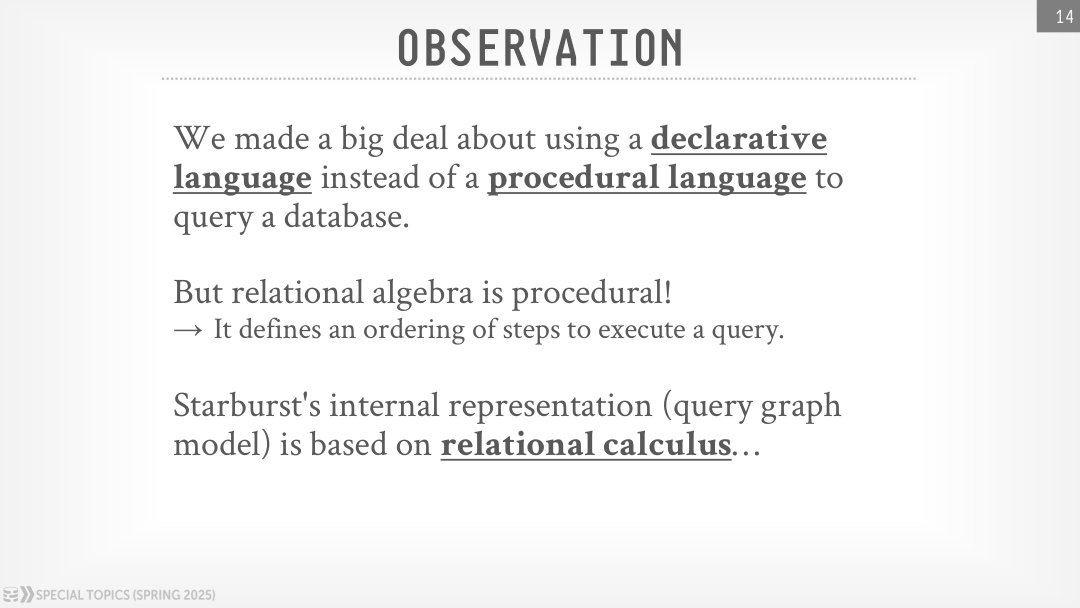 14
OBSERVATION
We made a big deal about using a declarative
language instead of a procedural language to
query a database.
But relational algebra is procedural!
→ It defines an ordering of steps to execute a query.
Starburst's internal representation (query graph
model) is based on relational calculus…
SPECIAL TOPICS (SPRING 2025)